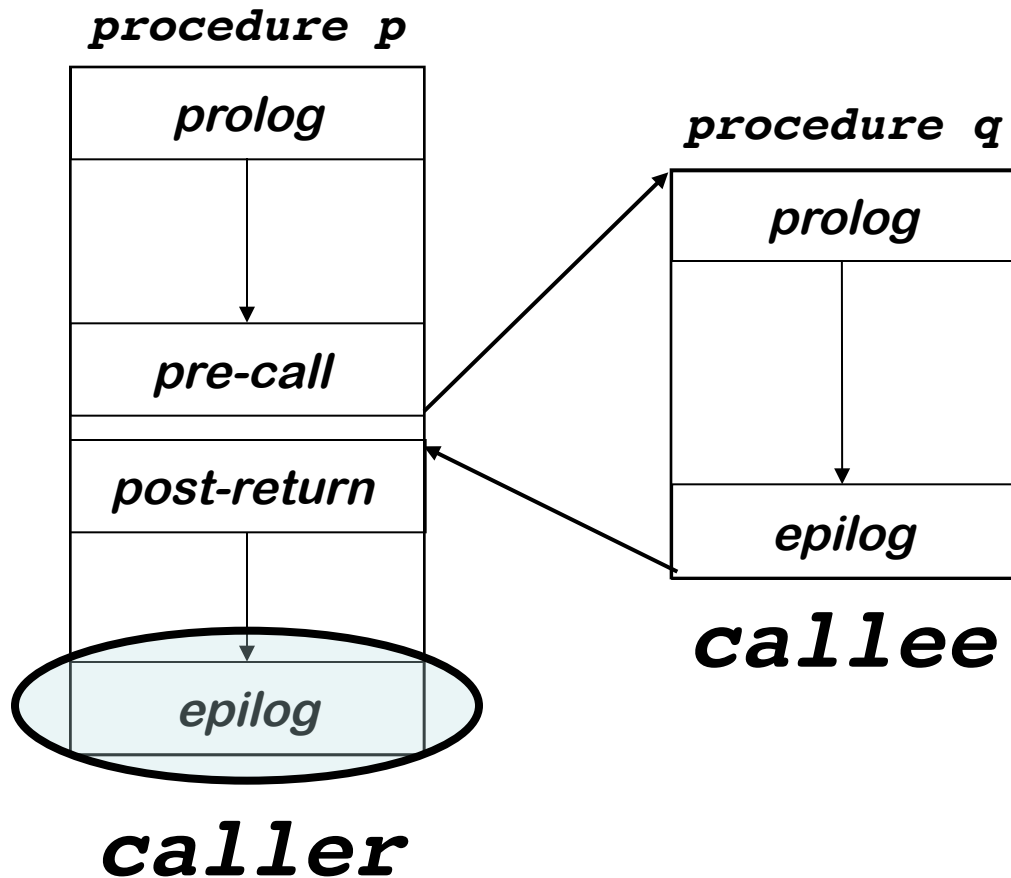 procedure p
prolog
pre-call
post-return
epilog
caller
procedure q
prolog
epilog
callee